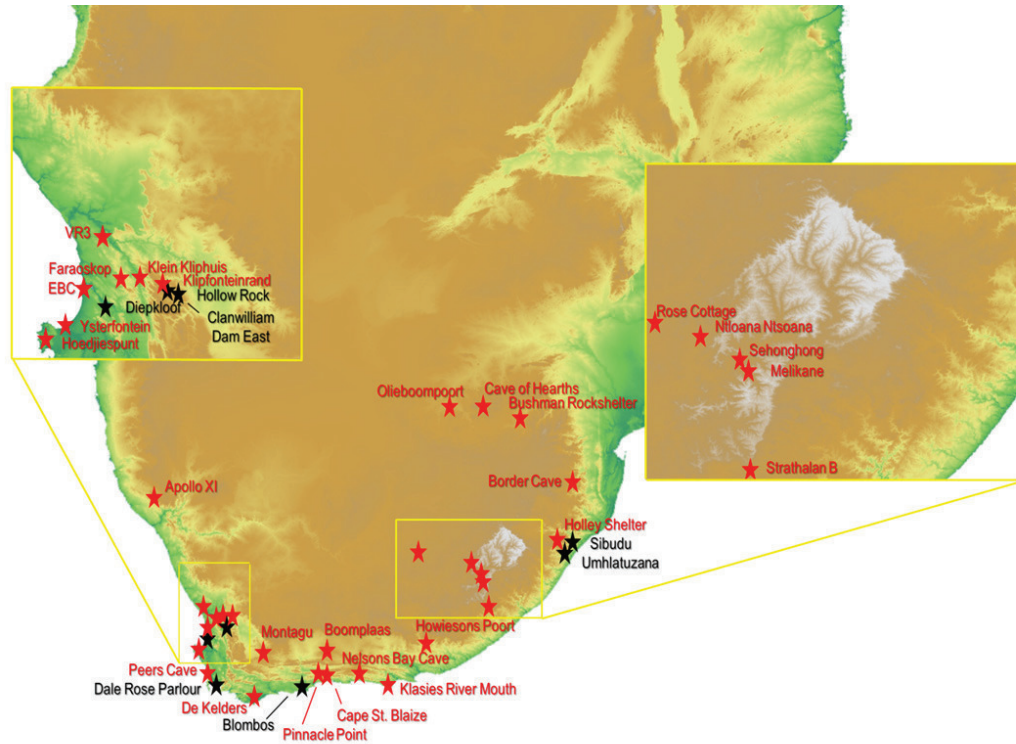 VR3
Faraoskop
Klein Kliphuis
EBC
Klipfonteinrand
Diepkloof
Hollow Rock
Clanwilliam
Dam East
Ysterfontein
Hoedjiespunt
Rose Cottage
Ntloana Ntsoana
Sehonghong
Melikane
Strathalan B
Olieboompoort
Cave of Hearths
Bushman Rockshelter
Apollo XI
Border Cave
Holley Shelter
Sibudu
Umhlatuzana
Howiesons Poort
Montagu
Boomplaas
Nelsons Bay Cave
Peers Cave
Dale Rose Parlour
De Kelders
Klasies River Mouth
Blombos
Cape St. Blaize
Pinnacle Point